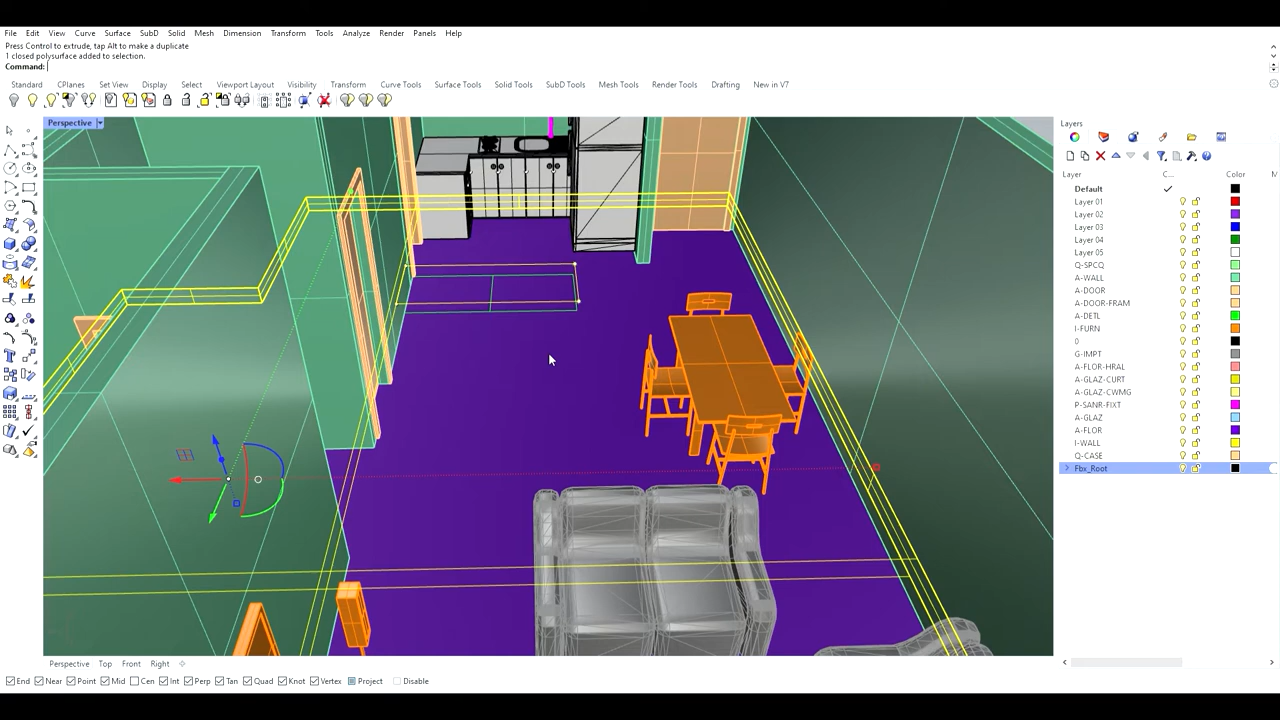 File Edit View Curve Surface SubD Solid Mesh Dimension Transform Tools Analyze Render Panels Help
Press Control to extrude, tap Alt to make a duplicate
1 closed polysurface added to selection.
Command:
Standard CPlanes Set View Display Select Viewport Layout Visibility Transform Curve Tools Surface Tools Solid Tools SubD Tools Mesh Tools Render Tools Drafting New in V7
Perspective
Layers
Layer C... Color M
Default
Layer 01
Layer 02
Layer 03
Layer 04
Layer 05
Q-SPCQ
A-WALL
A-DOOR
A-DOOR-FRAM
A-DETL
I-FURN
0
G-IMPT
A-FLOR-HRAL
A-GLAZ-CURT
A-GLAZ-CWMG
P-SANR-FIXT
A-GLAZ
A-FLOR
I-WALL
Q-CASE
Fbx_Root
Perspective Top Front Right
End Near Point Mid Cen Int Perp Tan Quad Knot Vertex Project Disable